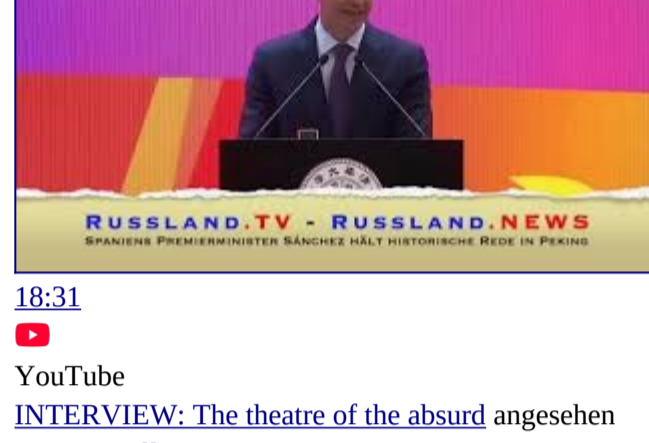 RUSSLAND.TV - RUSSLAND.NEWS
SPANIENS PREMIERMINISTER SÁNCHEZ HÄLT HISTORISCHE REDE IN PEKING
18:31
YouTube
INTERVIEW: The theatre of the absurd angesehen